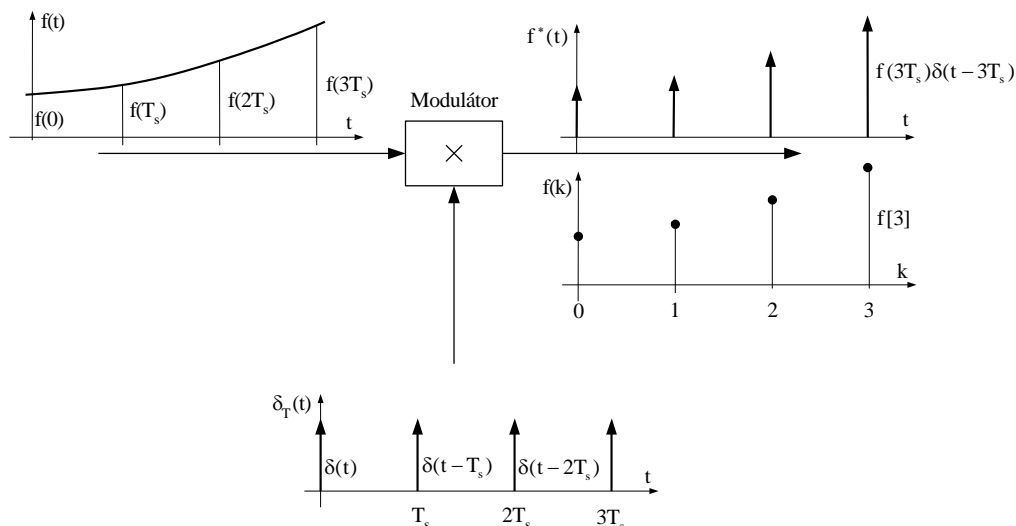 f(t)
f(0)
f(T_s)
f(2T_s)
f(3T_s)
t
Modulátor
×
f*(t)
f(3T_s)δ(t−3T_s)
t
f(k)
f[3]
k
0 1 2 3
δ_T(t)
δ(t) δ(t−T_s) δ(t−2T_s) t
T_s 2T_s 3T_s